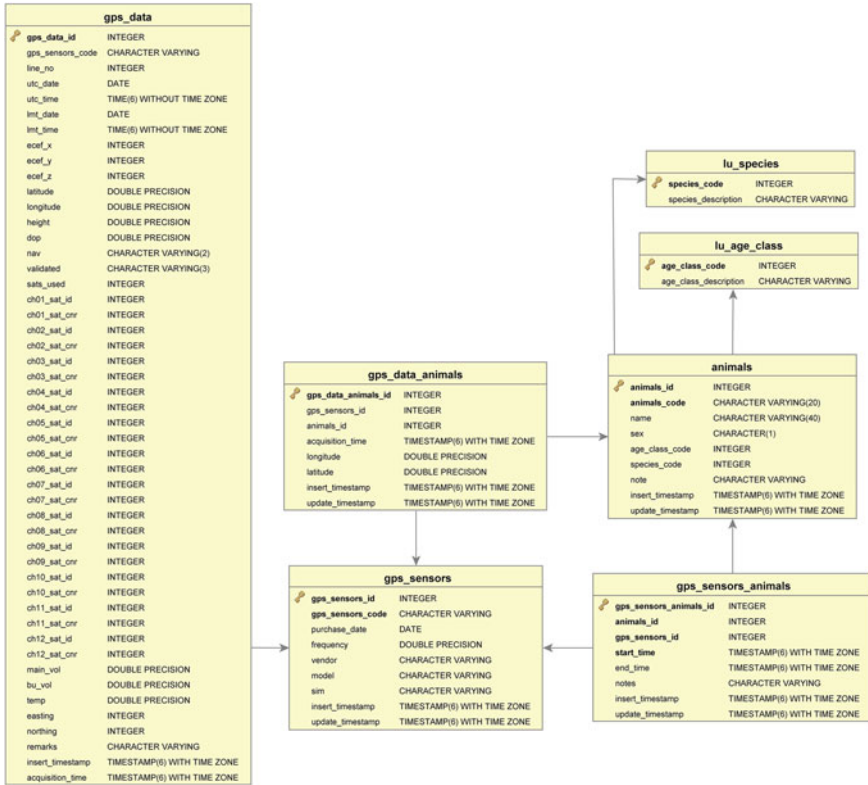 gps_data
gps_data_id INTEGER
gps_sensors_code CHARACTER VARYING
line_no INTEGER
utc_date DATE
utc_time TIME(6) WITHOUT TIME ZONE
lmt_date DATE
lmt_time TIME(6) WITHOUT TIME ZONE
ecef_x INTEGER
ecef_y INTEGER
ecef_z INTEGER
latitude DOUBLE PRECISION
longitude DOUBLE PRECISION
height DOUBLE PRECISION
dop DOUBLE PRECISION
nav CHARACTER VARYING(2)
validated CHARACTER VARYING(3)
sats_used INTEGER
ch01_sat_id INTEGER
ch01_sat_cnr INTEGER
ch02_sat_id INTEGER
ch02_sat_cnr INTEGER
ch03_sat_id INTEGER
ch03_sat_cnr INTEGER
ch04_sat_id INTEGER
ch04_sat_cnr INTEGER
ch05_sat_id INTEGER
ch05_sat_cnr INTEGER
ch06_sat_id INTEGER
ch06_sat_cnr INTEGER
ch07_sat_id INTEGER
ch07_sat_cnr INTEGER
ch08_sat_id INTEGER
ch08_sat_cnr INTEGER
ch09_sat_id INTEGER
ch09_sat_cnr INTEGER
ch10_sat_id INTEGER
ch10_sat_cnr INTEGER
ch11_sat_id INTEGER
ch11_sat_cnr INTEGER
ch12_sat_id INTEGER
ch12_sat_cnr INTEGER
main_vol DOUBLE PRECISION
bu_vol DOUBLE PRECISION
temp DOUBLE PRECISION
easting INTEGER
northing INTEGER
remarks CHARACTER VARYING
insert_timestamp TIMESTAMP(6) WITH TIME ZONE
acquisition_time TIMESTAMP(6) WITH TIME ZONE
lu_species
species_code INTEGER
species_description CHARACTER VARYING
lu_age_class
age_class_code INTEGER
age_class_description CHARACTER VARYING
gps_data_animals
gps_data_animals_id INTEGER
gps_sensors_id INTEGER
animals_id INTEGER
acquisition_time TIMESTAMP(6) WITH TIME ZONE
longitude DOUBLE PRECISION
latitude DOUBLE PRECISION
insert_timestamp TIMESTAMP(6) WITH TIME ZONE
update_timestamp TIMESTAMP(6) WITH TIME ZONE
animals
animals_id INTEGER
animals_code CHARACTER VARYING(20)
name CHARACTER VARYING(40)
sex CHARACTER(1)
age_class_code INTEGER
species_code INTEGER
note CHARACTER VARYING
insert_timestamp TIMESTAMP(6) WITH TIME ZONE
update_timestamp TIMESTAMP(6) WITH TIME ZONE
gps_sensors
gps_sensors_id INTEGER
gps_sensors_code CHARACTER VARYING
purchase_date DATE
frequency DOUBLE PRECISION
vendor CHARACTER VARYING
model CHARACTER VARYING
sim CHARACTER VARYING
insert_timestamp TIMESTAMP(6) WITH TIME ZONE
update_timestamp TIMESTAMP(6) WITH TIME ZONE
gps_sensors_animals
gps_sensors_animals_id INTEGER
animals_id INTEGER
gps_sensors_id INTEGER
start_time TIMESTAMP(6) WITH TIME ZONE
end_time TIMESTAMP(6) WITH TIME ZONE
notes CHARACTER VARYING
insert_timestamp TIMESTAMP(6) WITH TIME ZONE
update_timestamp TIMESTAMP(6) WITH TIME ZONE